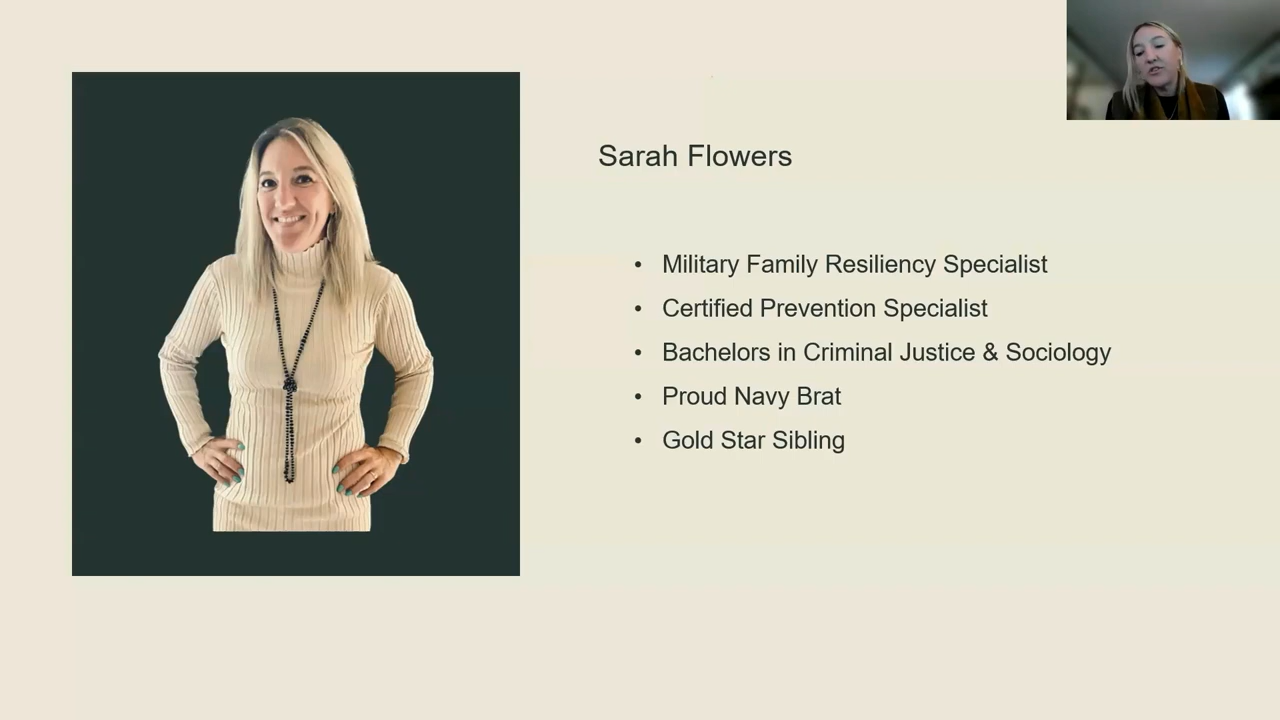 Sarah Flowers
• Military Family Resiliency Specialist
• Certified Prevention Specialist
• Bachelors in Criminal Justice & Sociology
• Proud Navy Brat
• Gold Star Sibling